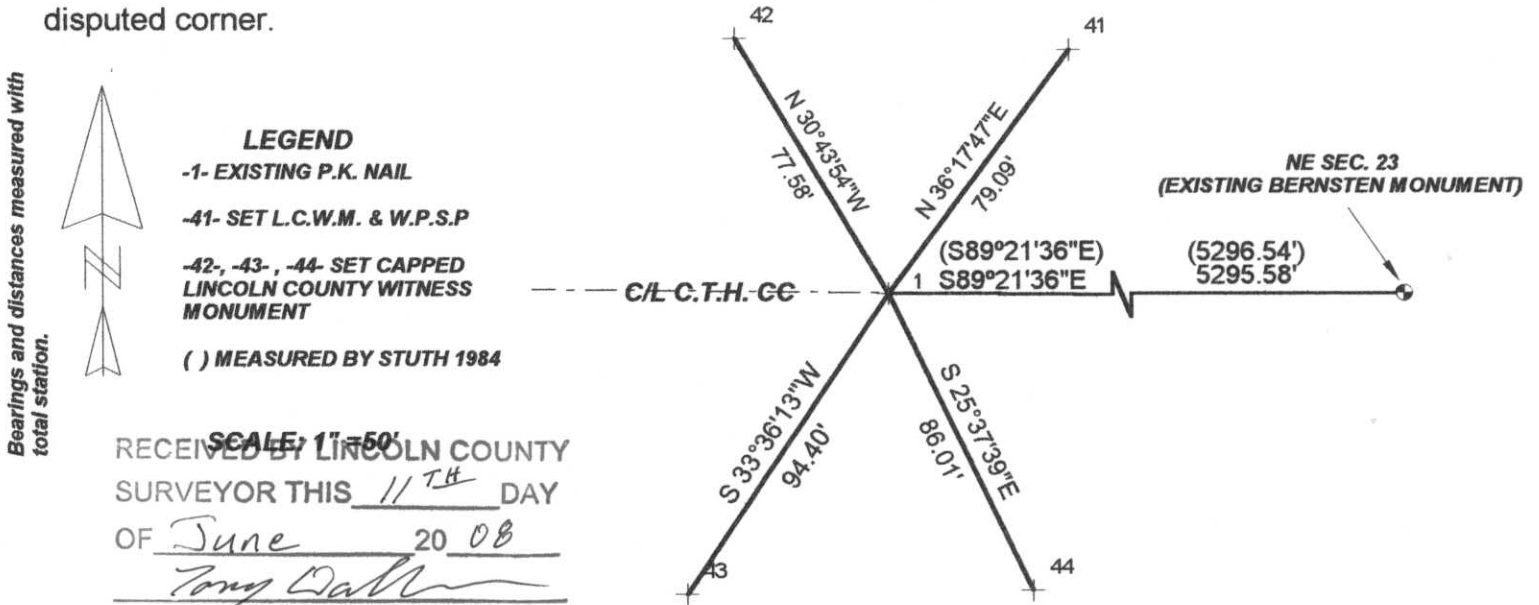 disputed corner.
Bearings and distances measured with
total station.
N
LEGEND
-1- EXISTING P.K. NAIL
-41- SET L.C.W.M. & W.P.S.P
-42-, -43- , -44- SET CAPPED
LINCOLN COUNTY WITNESS
MONUMENT
( ) MEASURED BY STUTH 1984
SCALE: 1" =50'
RECEIVED BY LINCOLN COUNTY
SURVEYOR THIS 11TH DAY
OF June 20 08
Tony
42
41
N 30°43'54"W
77.58'
N 36°17'47"E
79.09'
NE SEC. 23
(EXISTING BERNSTEN MONUMENT)
(S89º21'36"E) (5296.54')
C/L C.T.H. CC
1 S89°21'36"E 5295.58'
S 33°36'13"W
94.40'
S 25°37'39"E
86.01'
43
44